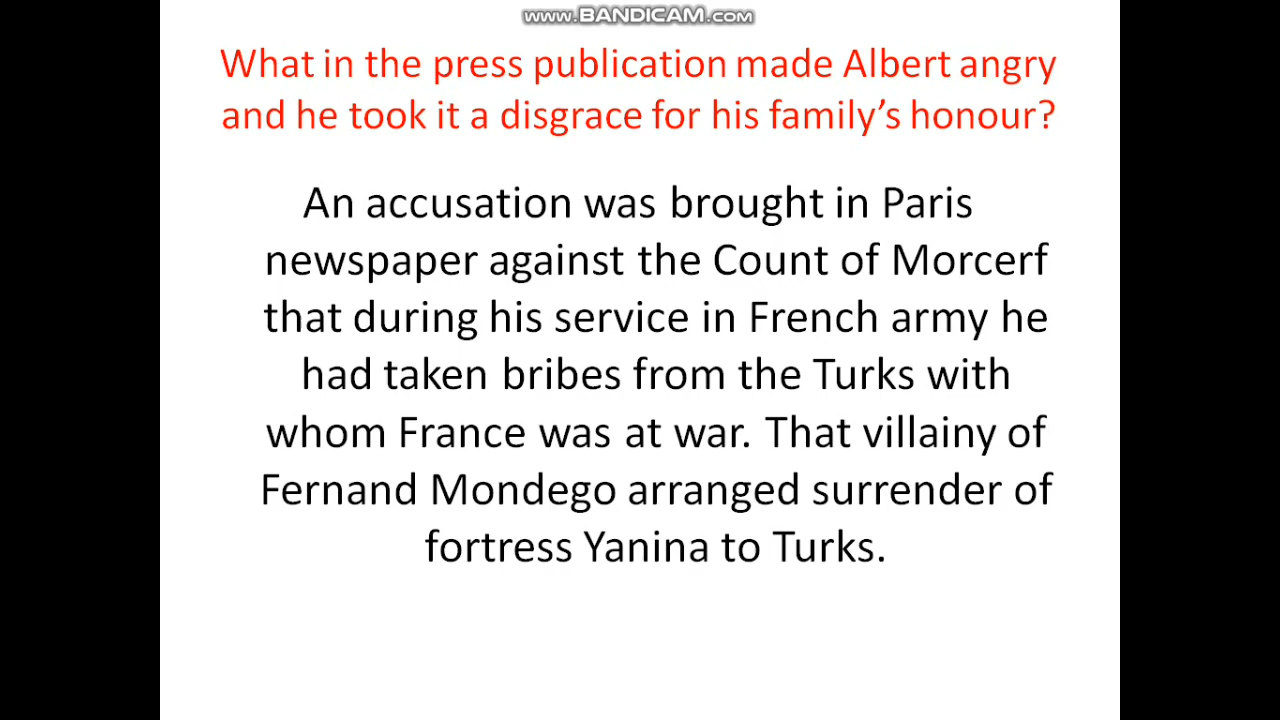 www.BANDICAM.com
What in the press publication made Albert angry
and he took it a disgrace for his family’s honour?
An accusation was brought in Paris
newspaper against the Count of Morcerf
that during his service in French army he
had taken bribes from the Turks with
whom France was at war. That villainy of
Fernand Mondego arranged surrender of
fortress Yanina to Turks.